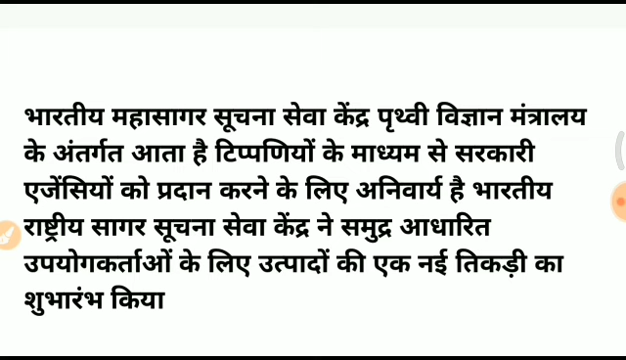 भारतीय महासागर सूचना सेवा केंद्र पृथ्वी विज्ञान मंत्रालय
के अंतर्गत आता है टिप्पणियों के माध्यम से सरकारी
एजेंसियों को प्रदान करने के लिए अनिवार्य है भारतीय
राष्ट्रीय सागर सूचना सेवा केंद्र ने समुद्र आधारित
उपयोगकर्ताओं के लिए उत्पादों की एक नई तिकड़ी का
शुभारंभ किया